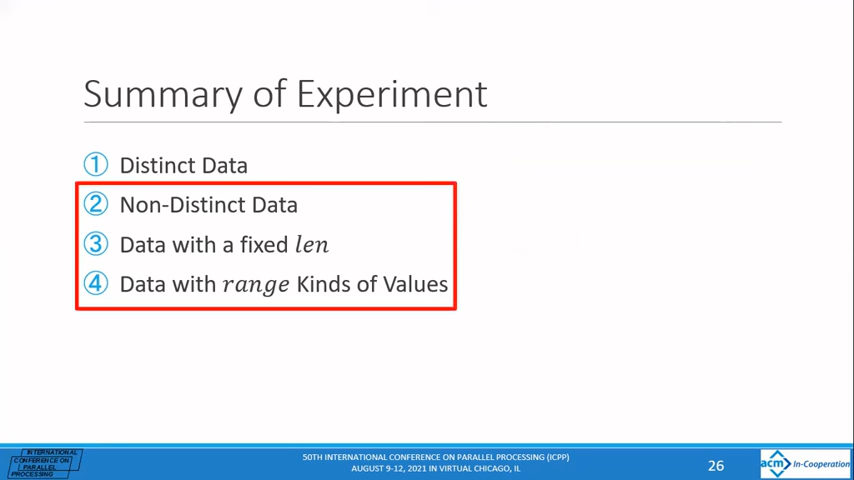 Summary of Experiment
① Distinct Data
② Non-Distinct Data
③ Data with a fixed len
④ Data with range Kinds of Values
INTERNATIONAL
CONFERENCE ON
PARALLEL
PROCESSING
50TH INTERNATIONAL CONFERENCE ON PARALLEL PROCESSING (ICPP)
AUGUST 9-12, 2021 IN VIRTUAL CHICAGO, IL
26
acm In-Cooperation